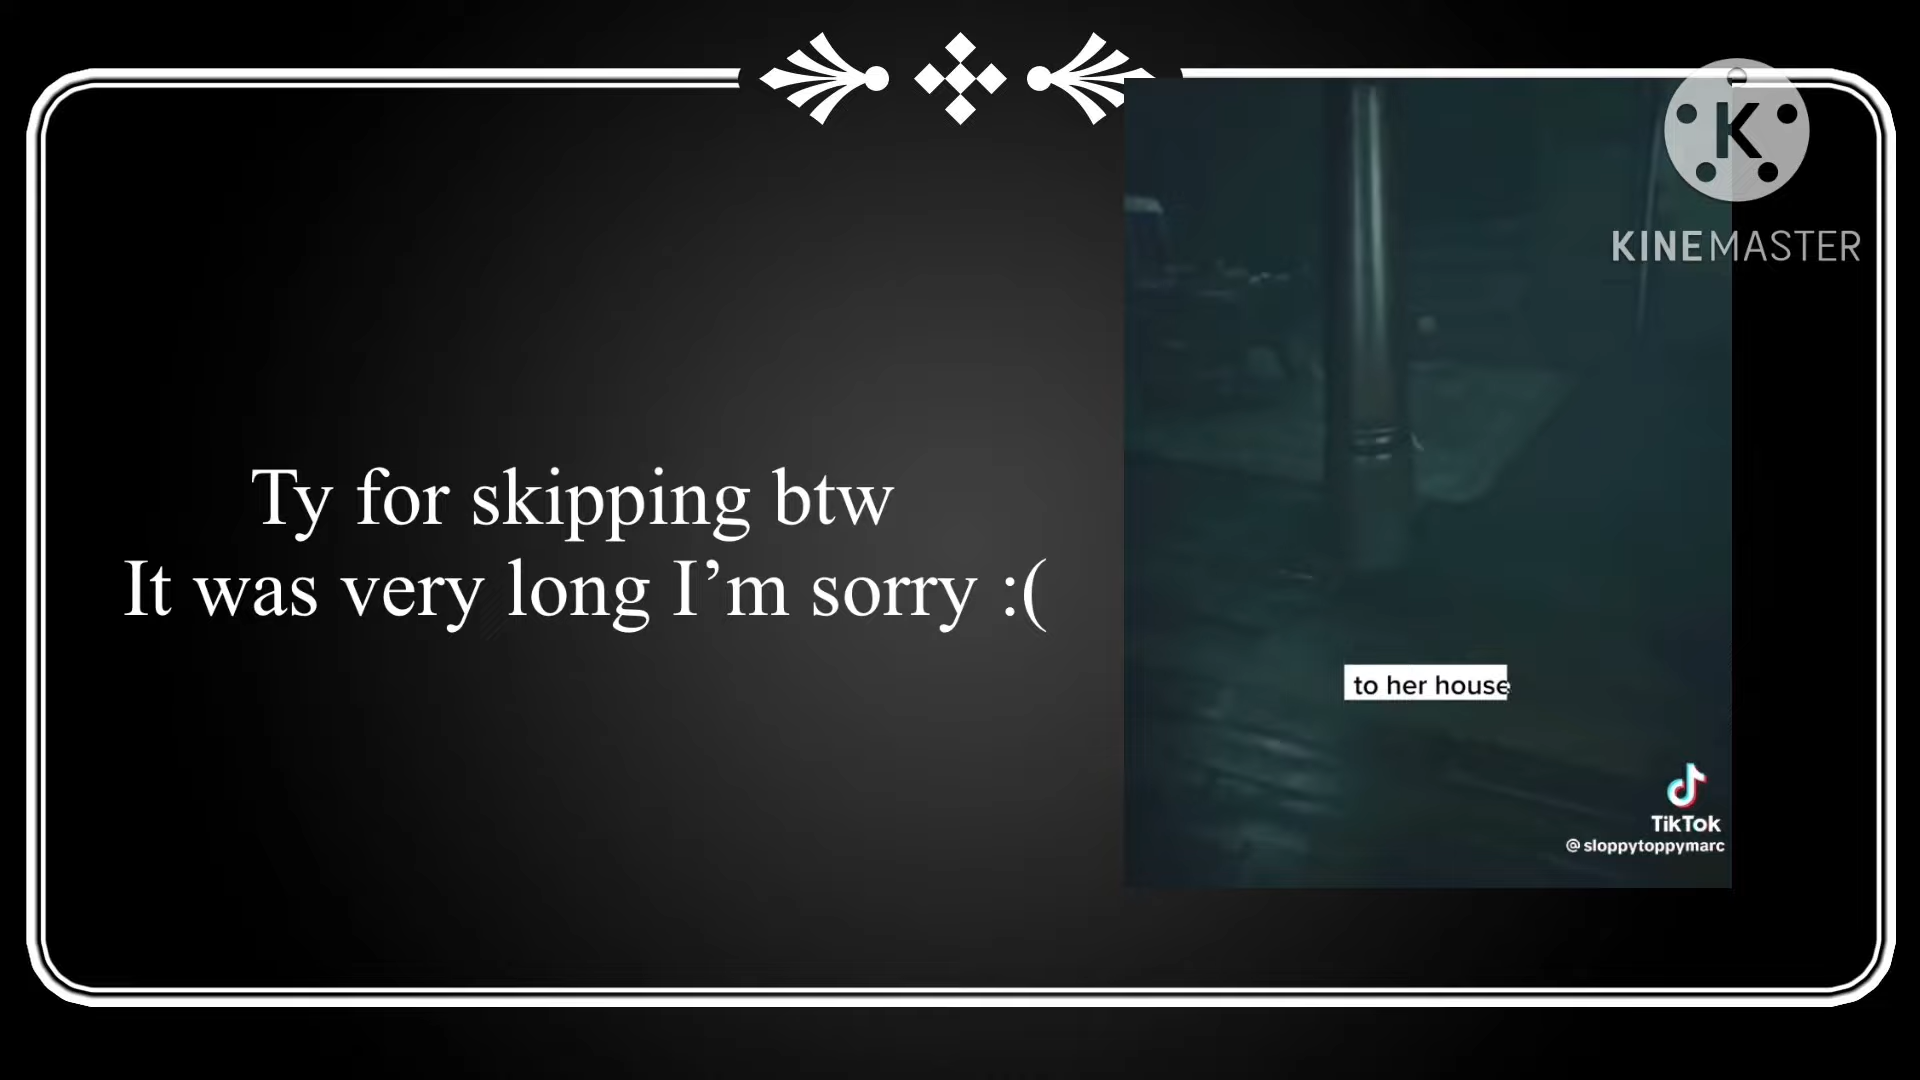 Ty for skipping btw
It was very long I’m sorry :(
K
KINEMASTER
to her house
TikTok
@sloppytoppymarc